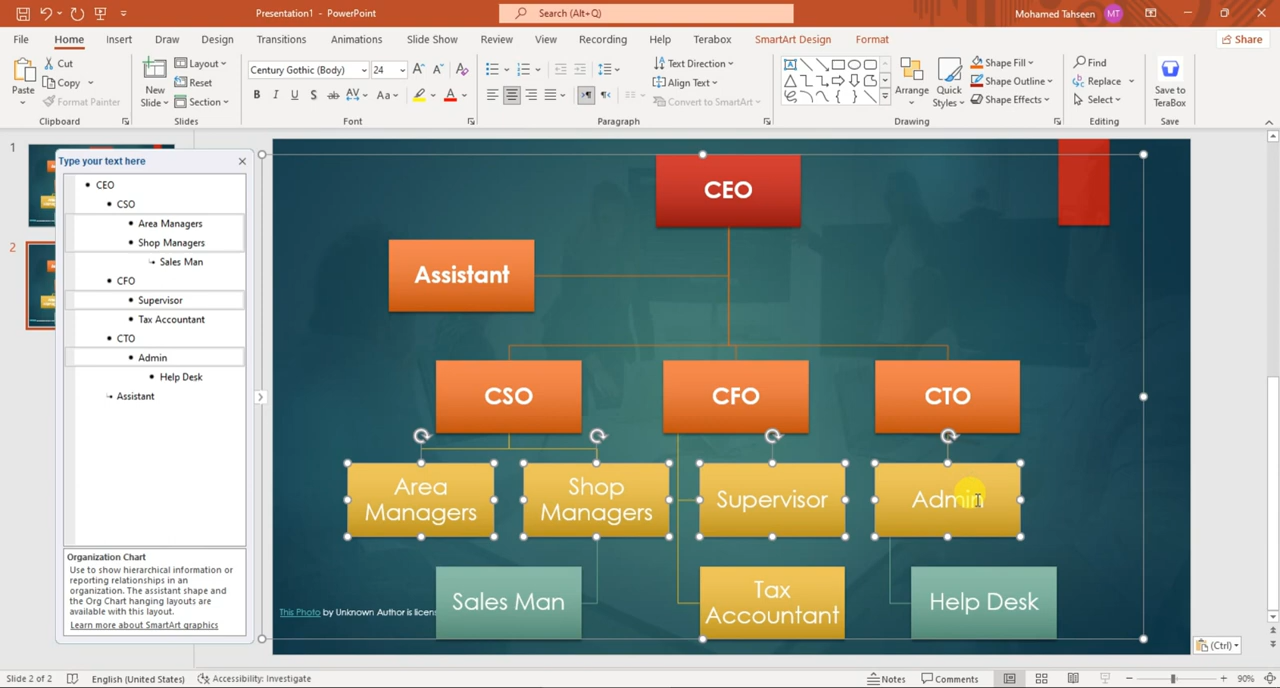 Presentation1 - PowerPoint
Search (Alt+Q)
Mohamed Tahseen MT
File Home Insert Draw Design Transitions Animations Slide Show Review View Recording Help Terabox SmartArt Design Format Share
Paste
Cut
Copy
Format Painter
Clipboard
New Slide
Layout
Reset
Section
Slides
Century Gothic (Body) 24
Font
Paragraph
Text Direction
Align Text
Convert to SmartArt
Arrange
Quick Styles
Shape Fill
Shape Outline
Shape Effects
Drawing
Find
Replace
Select
Editing
Save to TeraBox
Save
1
2
Type your text here
CEO
CSO
Area Managers
Shop Managers
Sales Man
CFO
Supervisor
Tax Accountant
CTO
Admin
Help Desk
Assistant
Organization Chart
Use to show hierarchical information or
reporting relationships in an
organization. The assistant shape and
the Org Chart hanging layouts are
available with this layout.
Learn more about SmartArt graphics
CEO
Assistant
CSO
CFO
CTO
Area
Managers
Shop
Managers
Supervisor
Admin
Sales Man
Tax
Accountant
Help Desk
This Photo by Unknown Author is licen
(Ctrl)
Slide 2 of 2
English (United States)
Accessibility: Investigate
Notes
Comments
90%